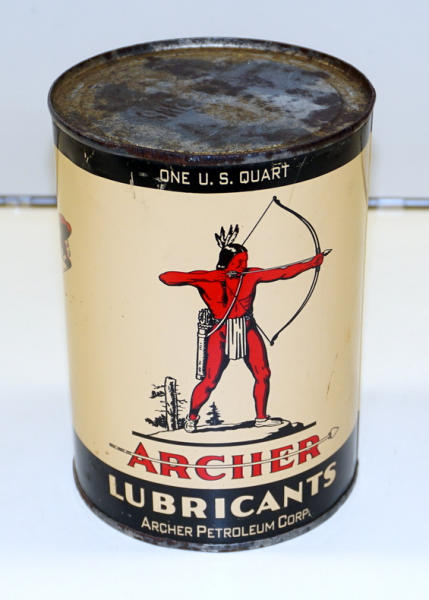 ONE U. S. QUART
ARCHER
LUBRICANTS
ARCHER PETROLEUM CORP.